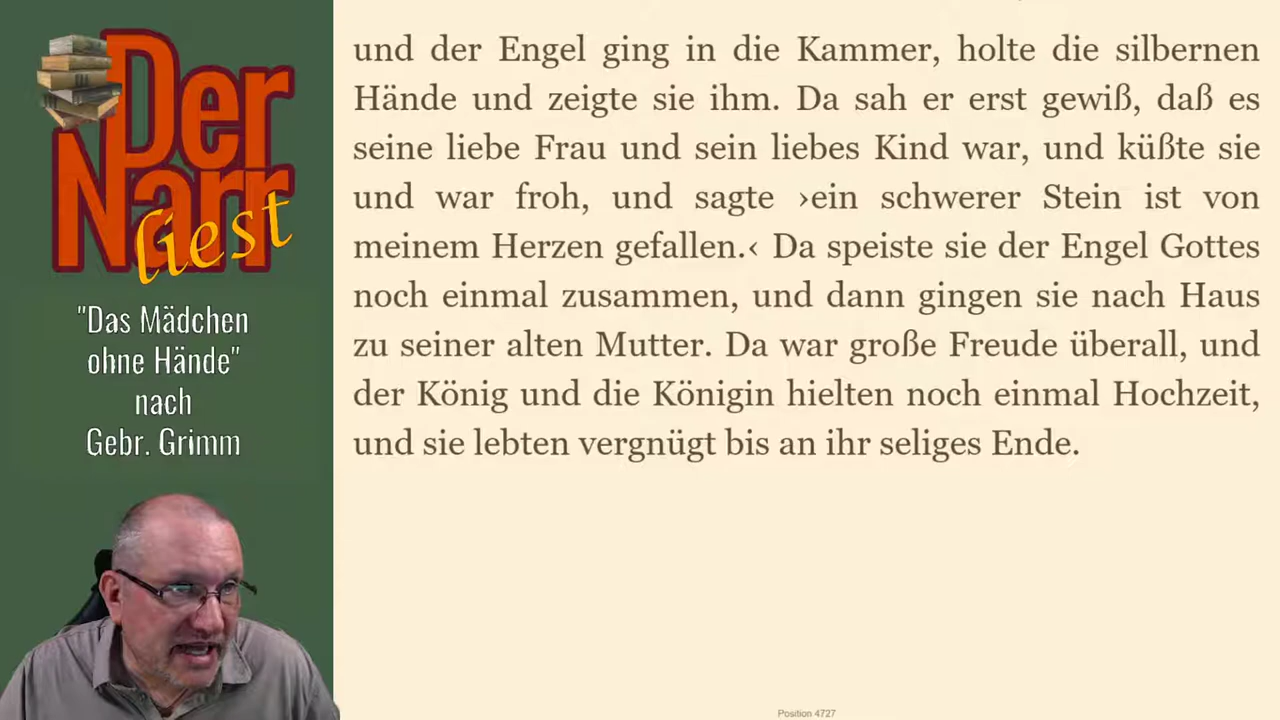 Der
Narr
liest
"Das Mädchen
ohne Hände"
nach
Gebr. Grimm
und der Engel ging in die Kammer, holte die silbernen
Hände und zeigte sie ihm. Da sah er erst gewiß, daß es
seine liebe Frau und sein liebes Kind war, und küßte sie
und war froh, und sagte ›ein schwerer Stein ist von
meinem Herzen gefallen.‹ Da speiste sie der Engel Gottes
noch einmal zusammen, und dann gingen sie nach Haus
zu seiner alten Mutter. Da war große Freude überall, und
der König und die Königin hielten noch einmal Hochzeit,
und sie lebten vergnügt bis an ihr seliges Ende.
Position 4727